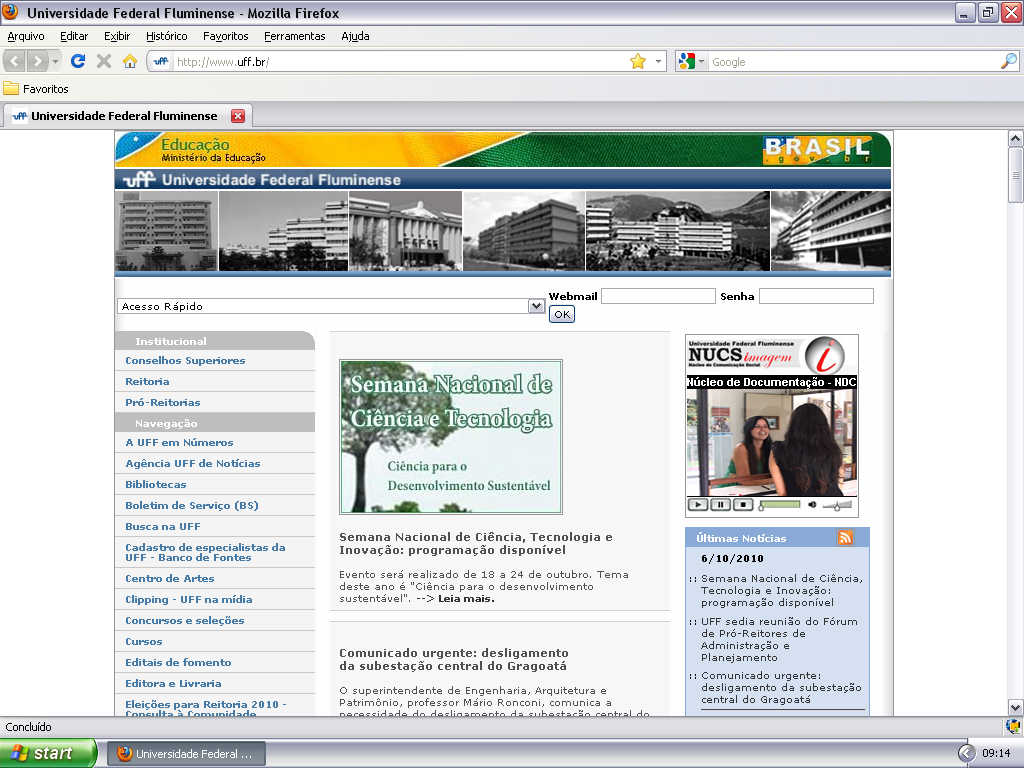 Universidade Federal Fluminense - Mozilla Firefox
Arquivo Editar Exibir Histórico Favoritos Ferramentas Ajuda
uff http://www.uff.br/ Google
Favoritos
uff Universidade Federal Fluminense
Educação
Ministério da Educação
BRASIL
.gov.br
uff Universidade Federal Fluminense
Acesso Rápido
Webmail Senha
OK
Institucional
Conselhos Superiores
Reitoria
Pró-Reitorias
Navegação
A UFF em Números
Agência UFF de Notícias
Bibliotecas
Boletim de Serviço (BS)
Busca na UFF
Cadastro de especialistas da
UFF - Banco de Fontes
Centro de Artes
Clipping - UFF na mídia
Concursos e seleções
Cursos
Editais de fomento
Editora e Livraria
Eleições para Reitoria 2010 -
Consulta à Comunidade
Semana Nacional de
Ciência e Tecnologia
Ciência para o
Desenvolvimento Sustentável
Semana Nacional de Ciência, Tecnologia e
Inovação: programação disponível
Evento será realizado de 18 a 24 de outubro. Tema
deste ano é "Ciência para o desenvolvimento
sustentável". --> Leia mais.
Comunicado urgente: desligamento
da subestação central do Gragoatá
O superintendente de Engenharia, Arquitetura e
Patrimônio, professor Mário Ronconi, comunica a
necessidade do desligamento da subestação central do
Universidade Federal Fluminense
NUCS imagem i
Núcleo de Comunicação Social
Núcleo de Documentação - NDC
Últimas Notícias
6/10/2010
:: Semana Nacional de Ciência,
Tecnologia e Inovação:
programação disponível
:: UFF sedia reunião do Fórum
de Pró-Reitores de
Administração e
Planejamento
:: Comunicado urgente:
desligamento da subestação
central do Gragoatá
Concluído
start Universidade Federal ... 09:14